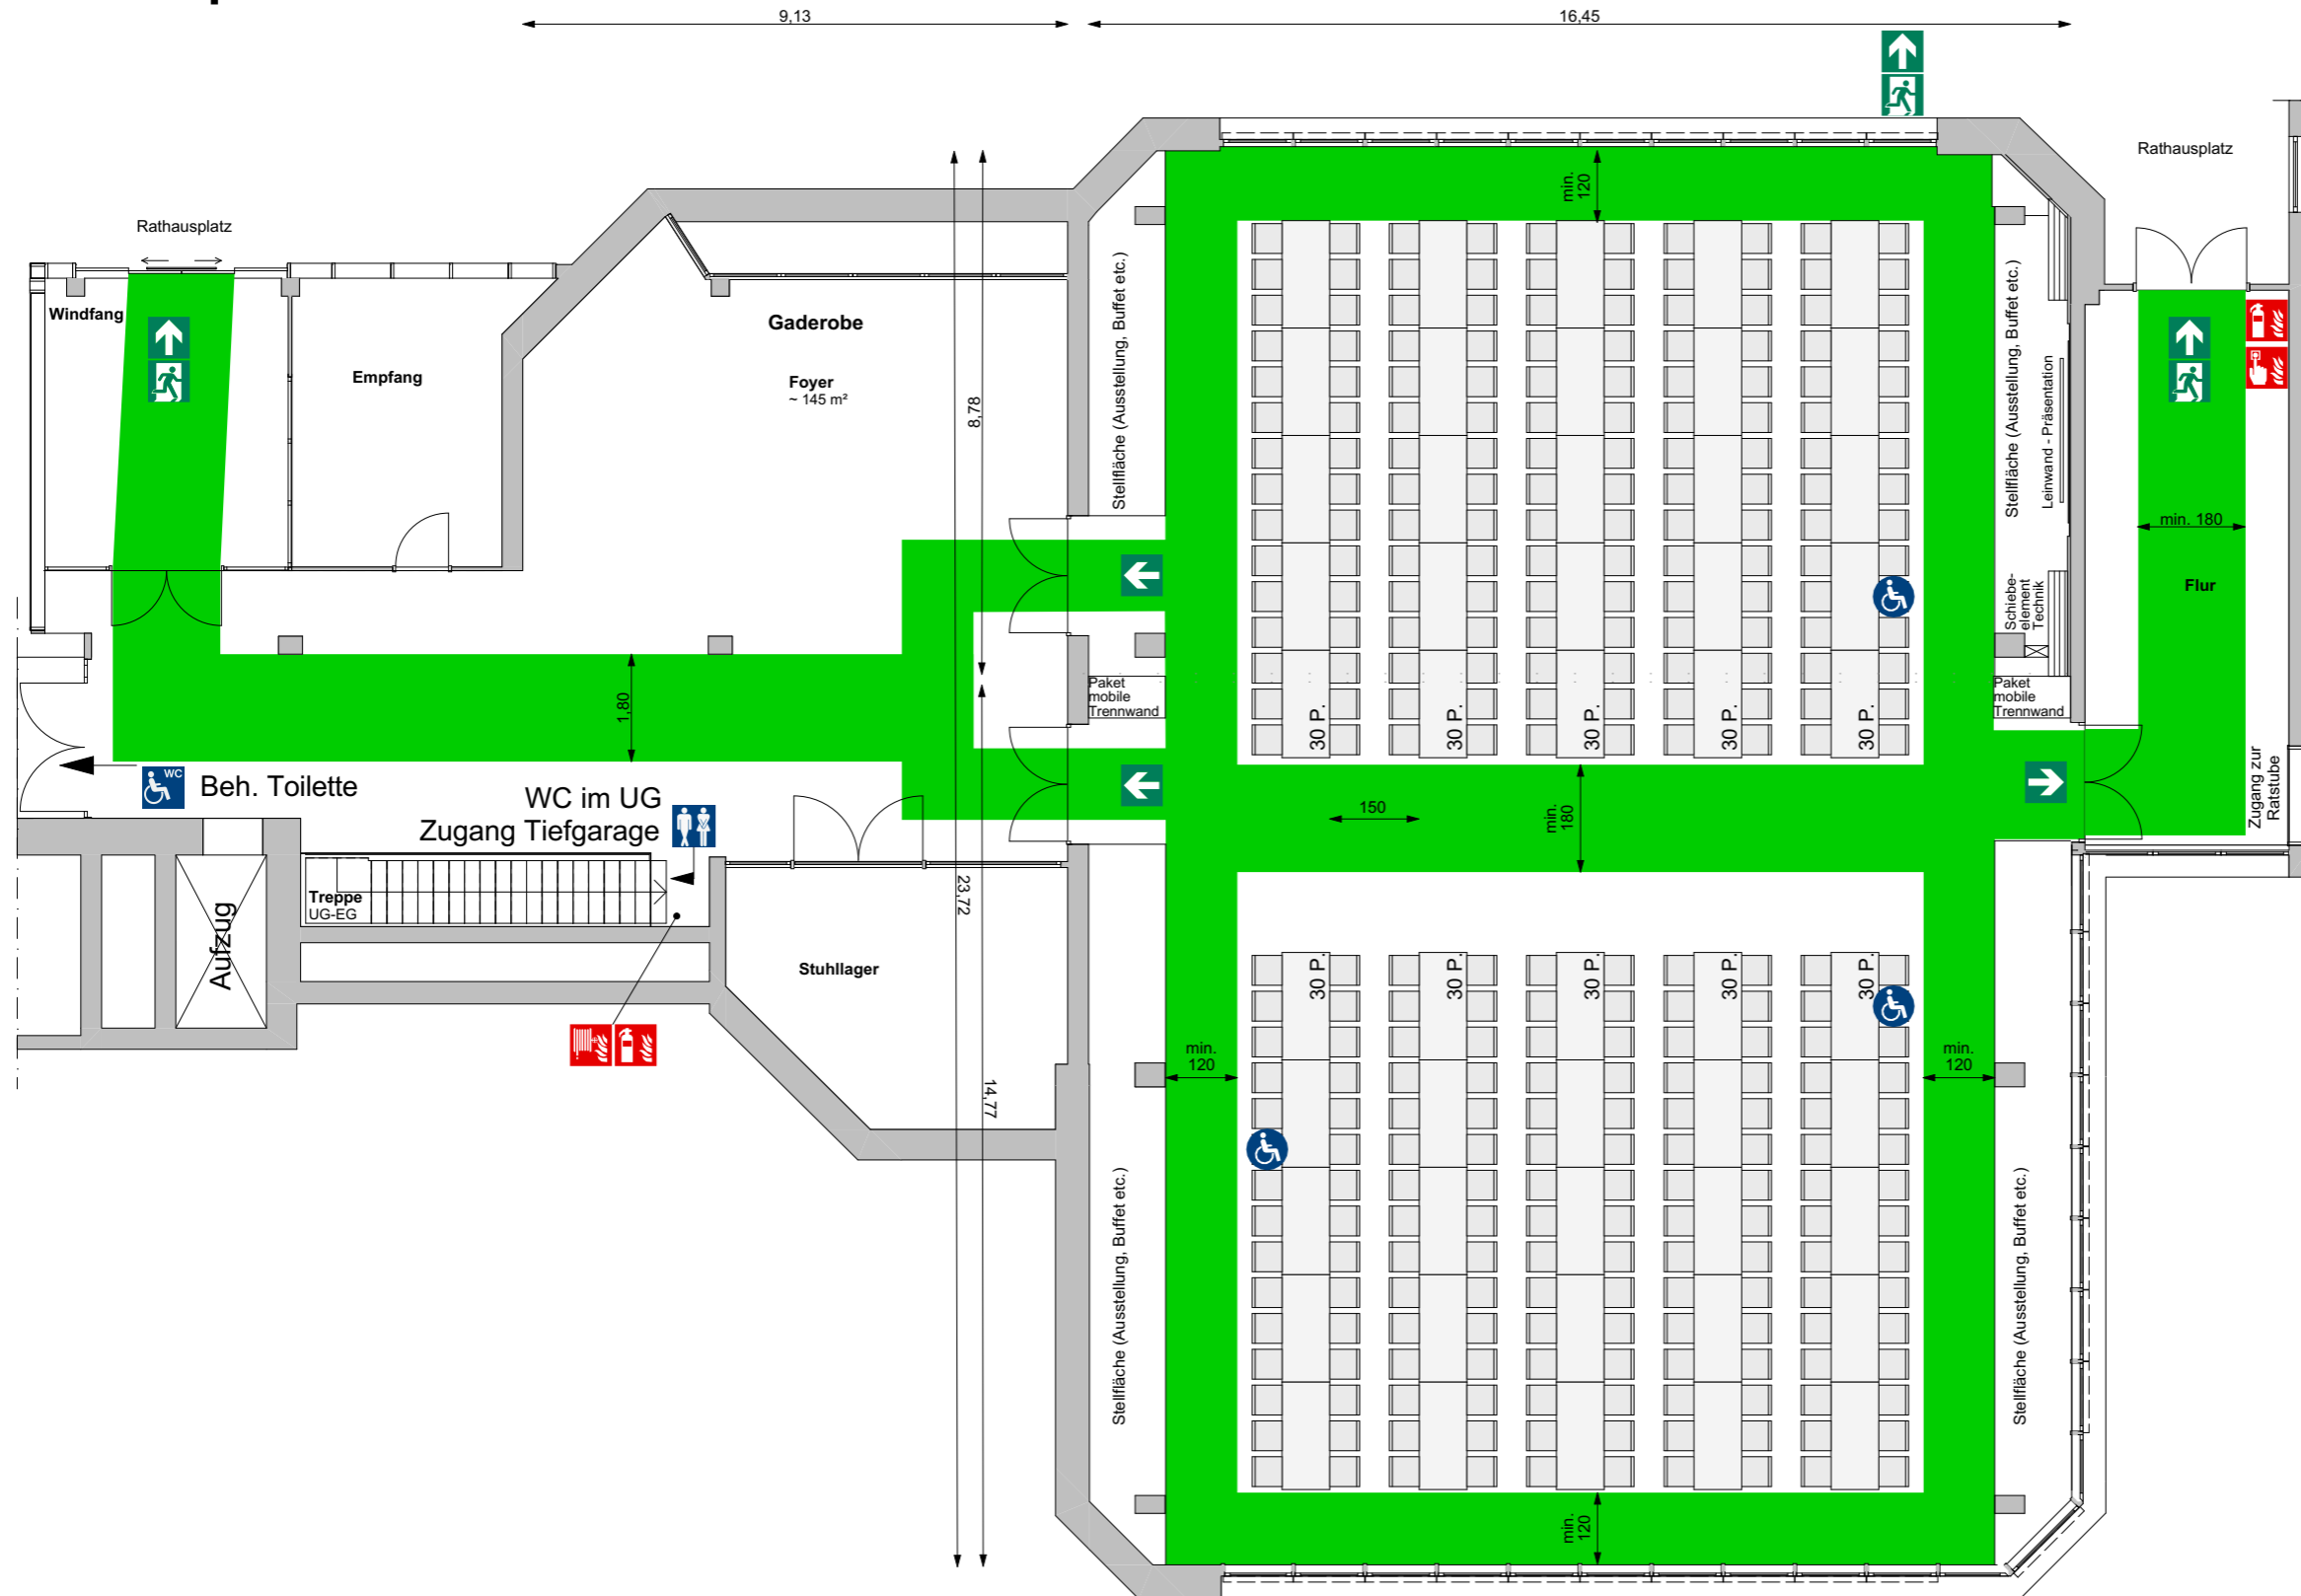 9,13
16,45
Rathausplatz
Rathausplatz
min.
120
Windfang
Empfang
Gaderobe
Foyer
~ 145 m²
8,78
Stellfläche (Ausstellung, Buffet etc.)
Stellfläche (Ausstellung, Buffet etc.)
Leinwand - Präsentation
min. 180
Flur
Schiebe-
element
Technik
Paket
mobile
Trennwand
Paket
mobile
Trennwand
30 P.
30 P.
30 P.
30 P.
30 P.
1,80
WC
Beh. Toilette
WC im UG
Zugang Tiefgarage
150
min.
180
Zugang zur
Ratstube
Treppe
UG-EG
Aufzug
23,72
Stuhllager
30 P.
30 P.
30 P.
30 P.
30 P.
min.
120
min.
120
14,77
Stellfläche (Ausstellung, Buffet etc.)
Stellfläche (Ausstellung, Buffet etc.)
min.
120